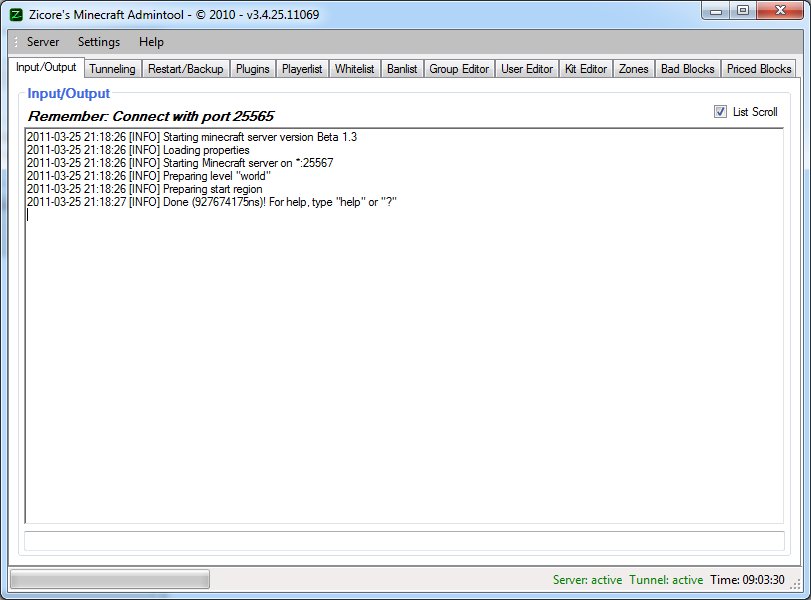 Zicore's Minecraft Admintool - © 2010 - v3.4.25.11069
Server Settings Help
Input/Output Tunneling Restart/Backup Plugins Playerlist Whitelist Banlist Group Editor User Editor Kit Editor Zones Bad Blocks Priced Blocks
Input/Output
Remember: Connect with port 25565
List Scroll
2011-03-25 21:18:26 [INFO] Starting minecraft server version Beta 1.3
2011-03-25 21:18:26 [INFO] Loading properties
2011-03-25 21:18:26 [INFO] Starting Minecraft server on *:25567
2011-03-25 21:18:26 [INFO] Preparing level "world"
2011-03-25 21:18:26 [INFO] Preparing start region
2011-03-25 21:18:27 [INFO] Done (927674175ns)! For help, type "help" or "?"
Server: active Tunnel: active Time: 09:03:30